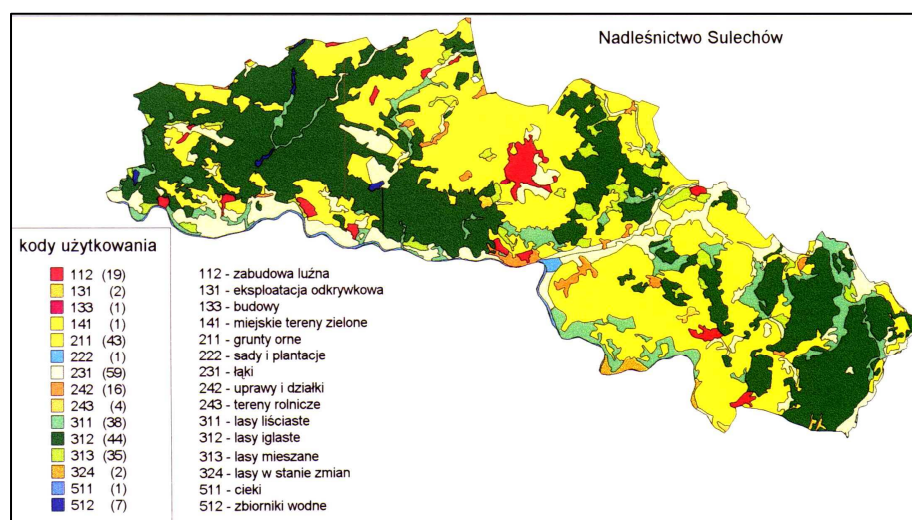 Nadleśnictwo Sulechów
kody użytkowania
112 (19)
131 (2)
133 (1)
141 (1)
211 (43)
222 (1)
231 (59)
242 (16)
243 (4)
311 (38)
312 (44)
313 (35)
324 (2)
511 (1)
512 (7)
112 - zabudowa luźna
131 - eksploatacja odkrywkowa
133 - budowy
141 - miejskie tereny zielone
211 - grunty orne
222 - sady i plantacje
231 - łąki
242 - uprawy i działki
243 - tereny rolnicze
311 - lasy liściaste
312 - lasy iglaste
313 - lasy mieszane
324 - lasy w stanie zmian
511 - cieki
512 - zbiorniki wodne